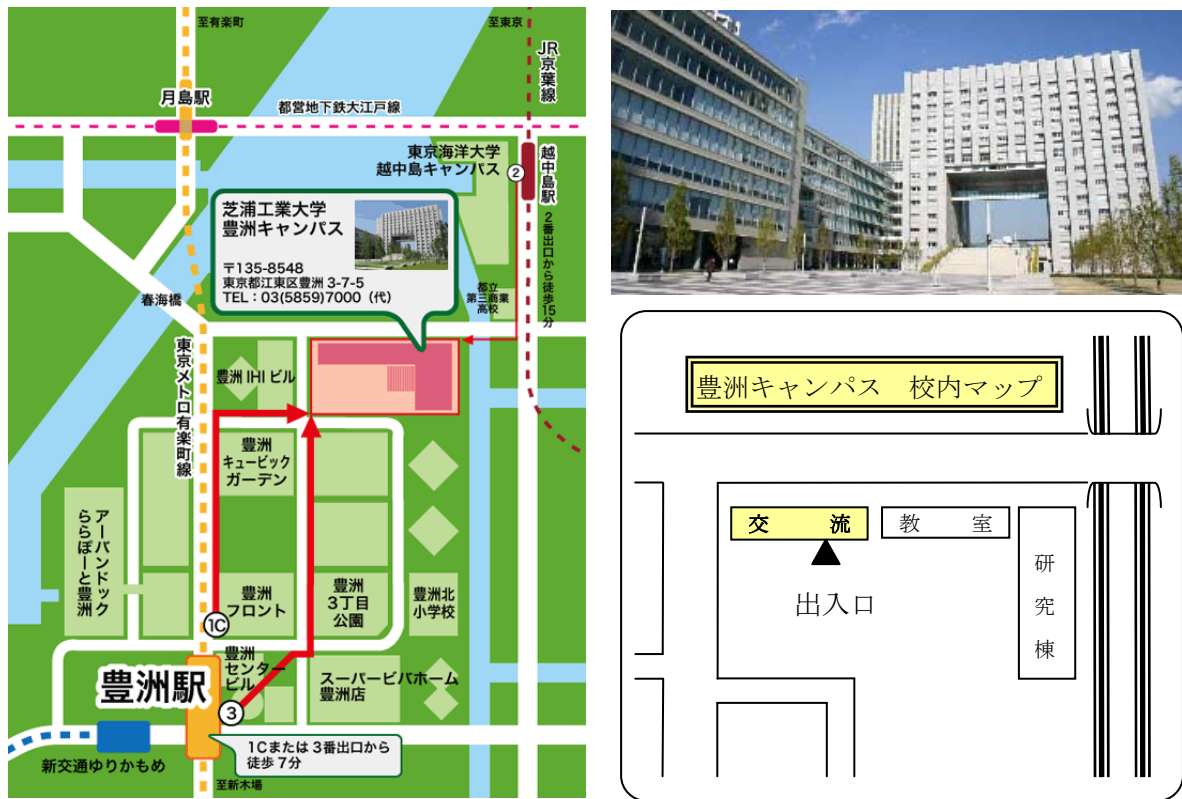 至有楽町
至東京
JR京葉線
月島駅
都営地下鉄大江戸線
東京海洋大学
越中島キャンパス
2
越中島駅
2番出口から徒歩15分
芝浦工業大学
豊洲キャンパス
〒135-8548
東京都江東区豊洲 3-7-5
TEL：03(5859)7000（代）
都立
第三商業
高校
春海橋
東京メトロ有楽町線
豊洲 IHI ビル
豊洲
キュービック
ガーデン
アーバンドック
ららぽーと豊洲
豊洲
フロント
豊洲
3丁目
公園
豊洲北
小学校
1C
豊洲
センター
ビル
スーパービバホーム
豊洲店
豊洲駅
3
1Cまたは 3番出口から
徒歩 7分
新交通ゆりかもめ
至新木場
豊洲キャンパス　校内マップ
交　流
教　室
研究棟
出入口